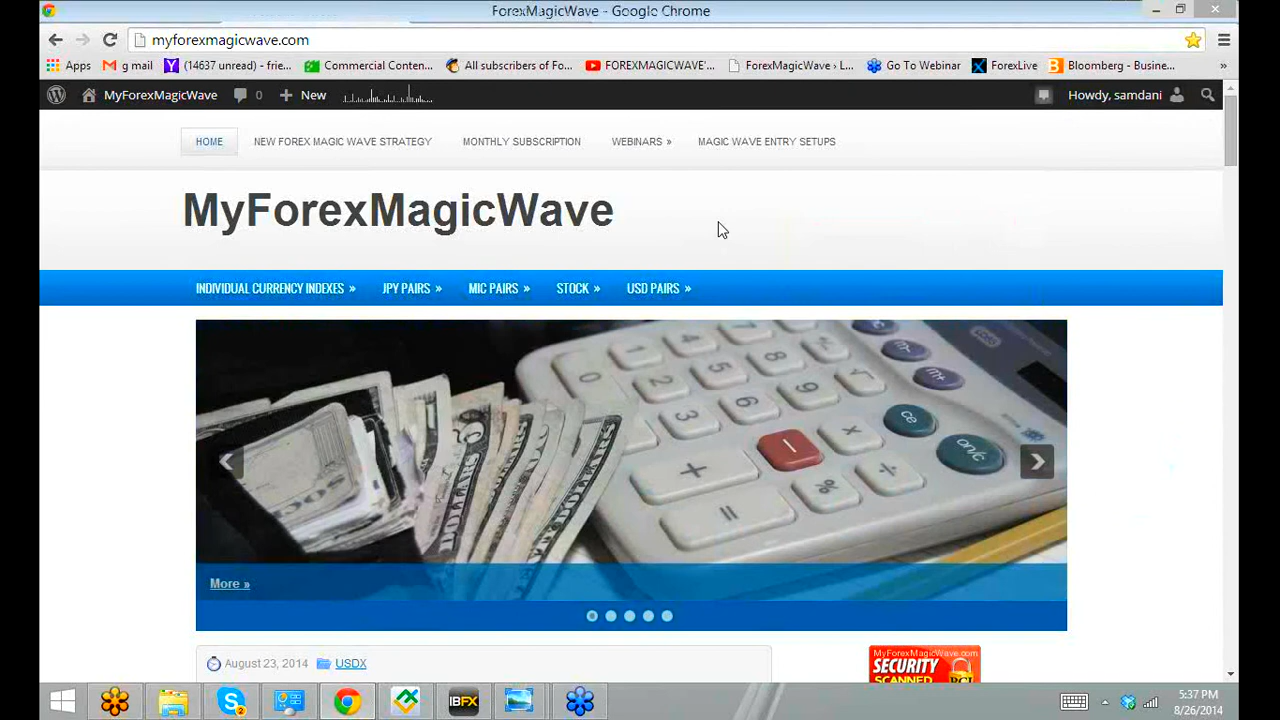 ForexMagicWave - Google Chrome
myforexmagicwave.com
Apps g mail (14637 unread) - frie... Commercial Conten... All subscribers of Fo... FOREXMAGICWAVE'... ForexMagicWave › L... Go To Webinar ForexLive Bloomberg - Busine... »
MyForexMagicWave 0 New Howdy, samdani
HOME NEW FOREX MAGIC WAVE STRATEGY MONTHLY SUBSCRIPTION WEBINARS » MAGIC WAVE ENTRY SETUPS
MyForexMagicWave
INDIVIDUAL CURRENCY INDEXES » JPY PAIRS » MIC PAIRS » STOCK » USD PAIRS »
More »
August 23, 2014 USDX
MyForexMagicWave.com
SECURITY
SCANNED
PCI
IBFX
5:37 PM
8/26/2014